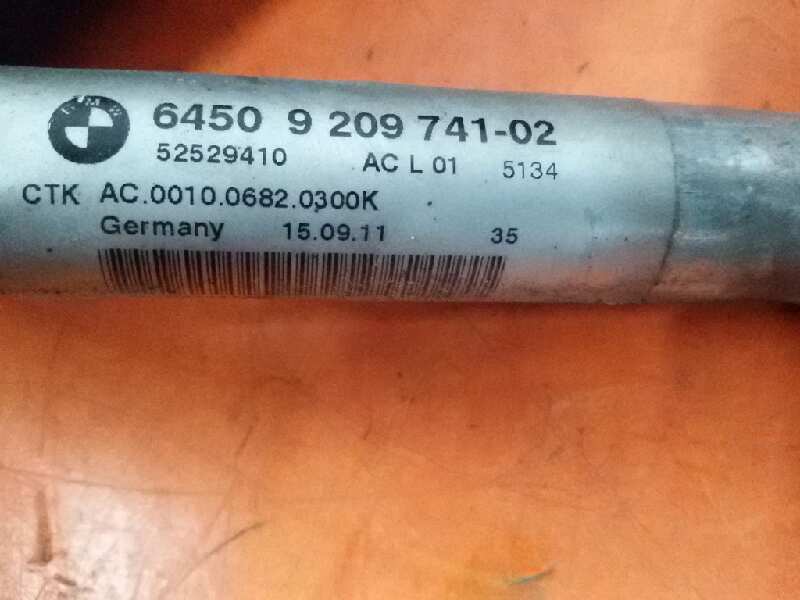 BMW
6450 9 209 741-02
52529410 AC L 01 5134
CTK AC.0010.0682.0300K
Germany 15.09.11 35